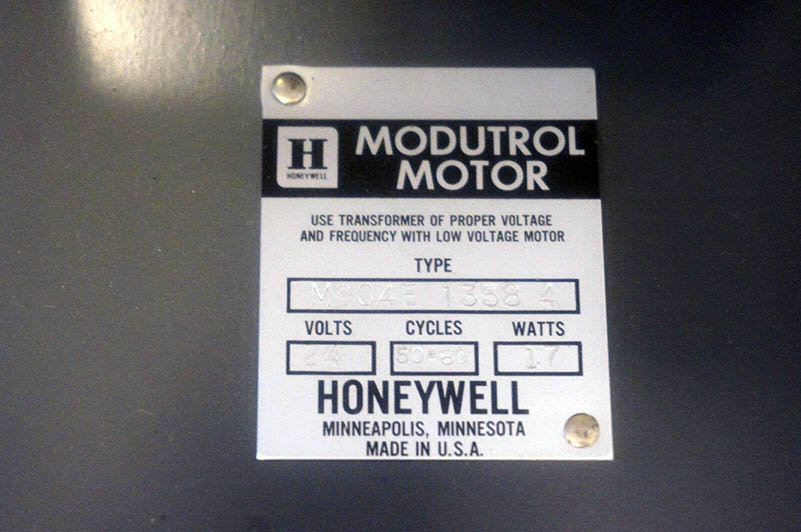 H
HONEYWELL
MODUTROL
MOTOR
USE TRANSFORMER OF PROPER VOLTAGE
AND FREQUENCY WITH LOW VOLTAGE MOTOR
TYPE
M904E 1358 4
VOLTS CYCLES WATTS
24 50-60 17
HONEYWELL
MINNEAPOLIS, MINNESOTA
MADE IN U.S.A.